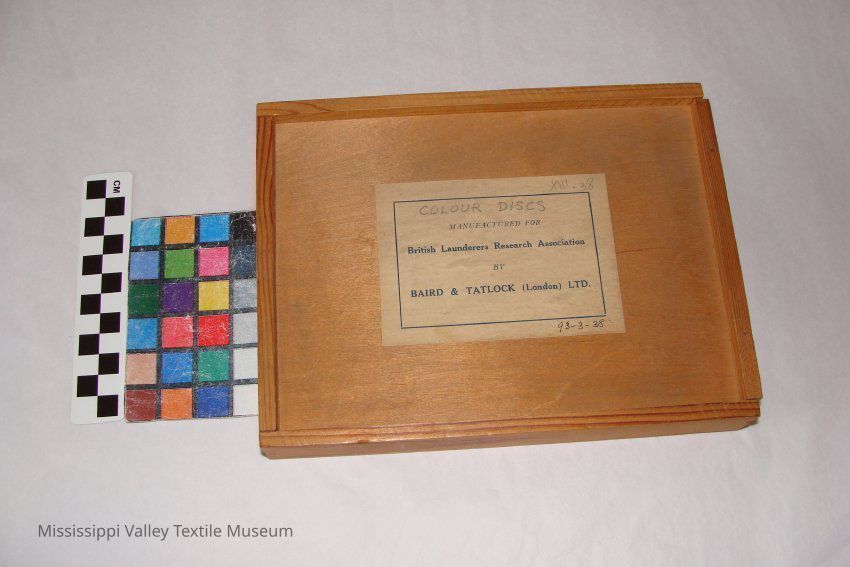 CM
XIII. 38
COLOUR DISCS
MANUFACTURED FOR
British Launderers Research Association
BY
BAIRD & TATLOCK (London) LTD.
93-3-38
Mississippi Valley Textile Museum